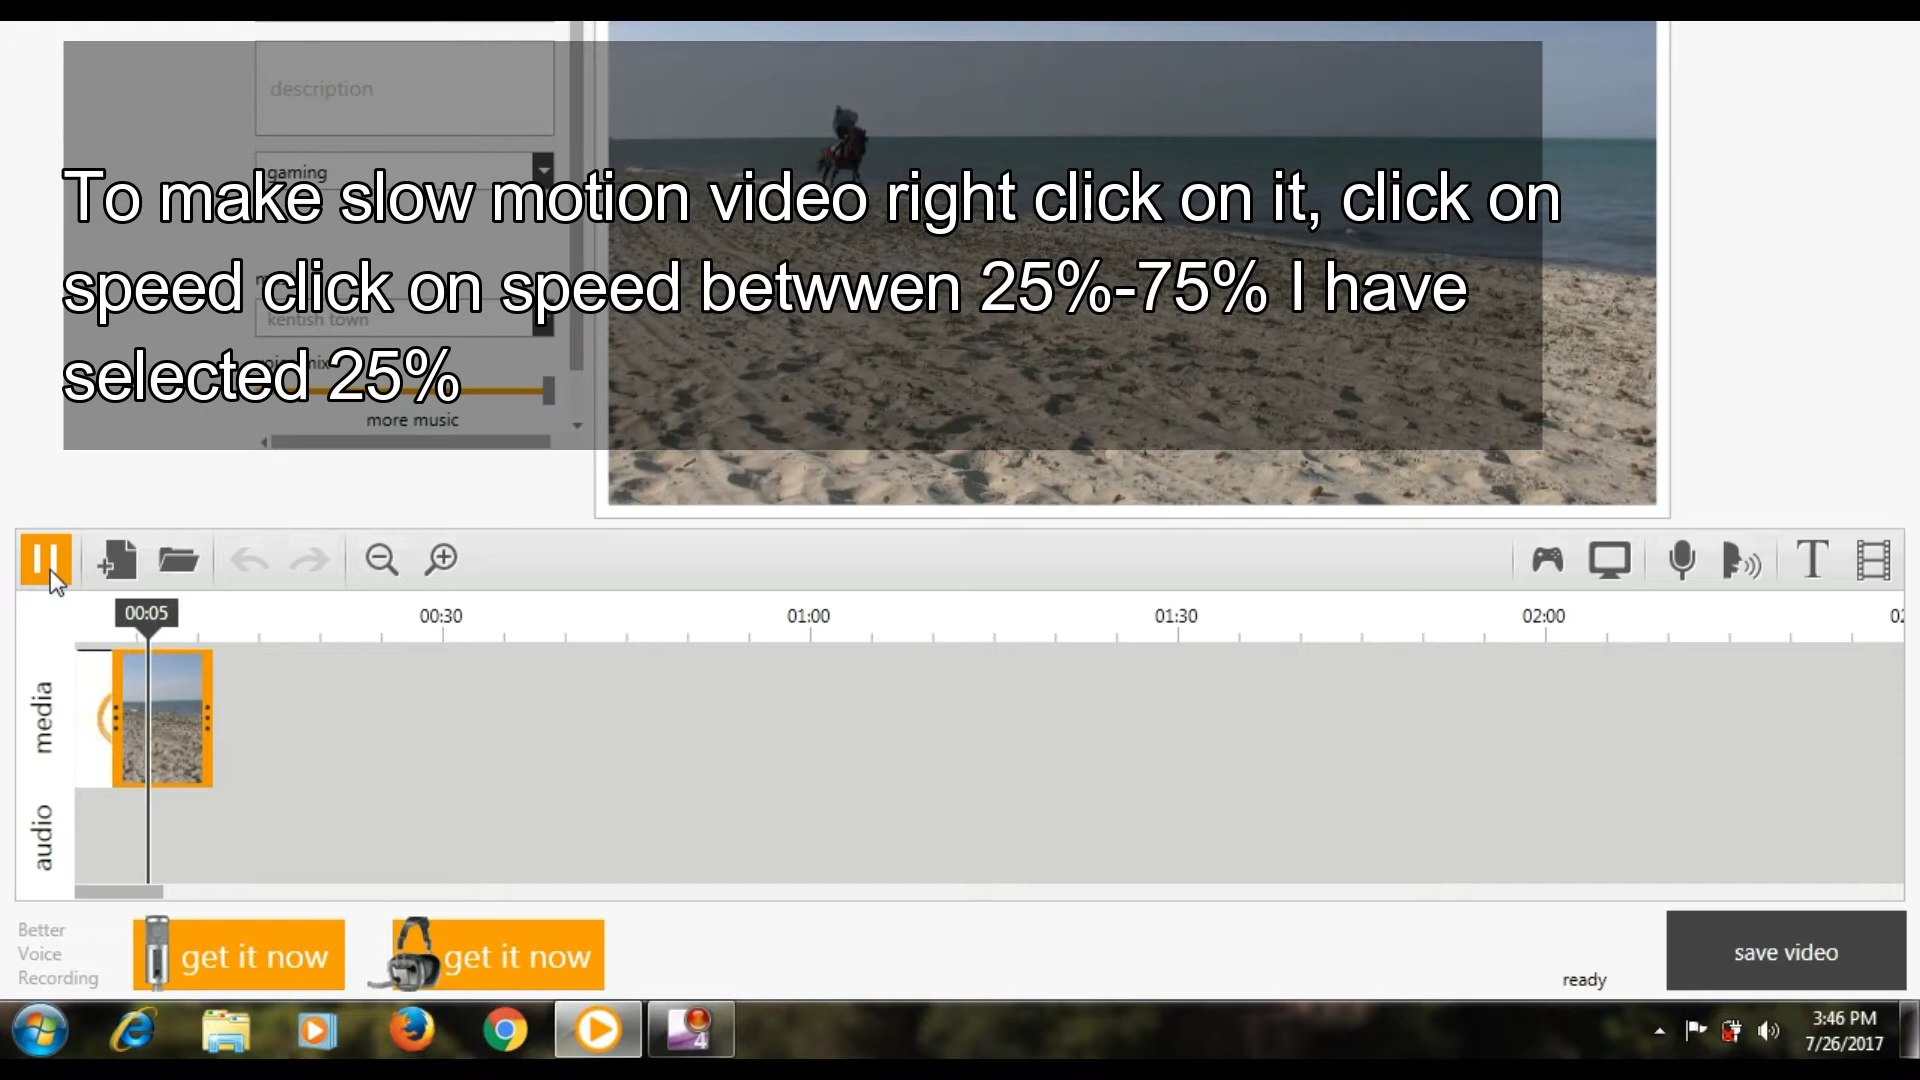 description
gaming
To make slow motion video right click on it, click on
speed click on speed betwwen 25%-75% I have
kentish town
selected 25%
more music
00:05
00:30
01:00
01:30
02:00
media
audio
Better
Voice
Recording
get it now
get it now
ready
save video
4
3:46 PM
7/26/2017